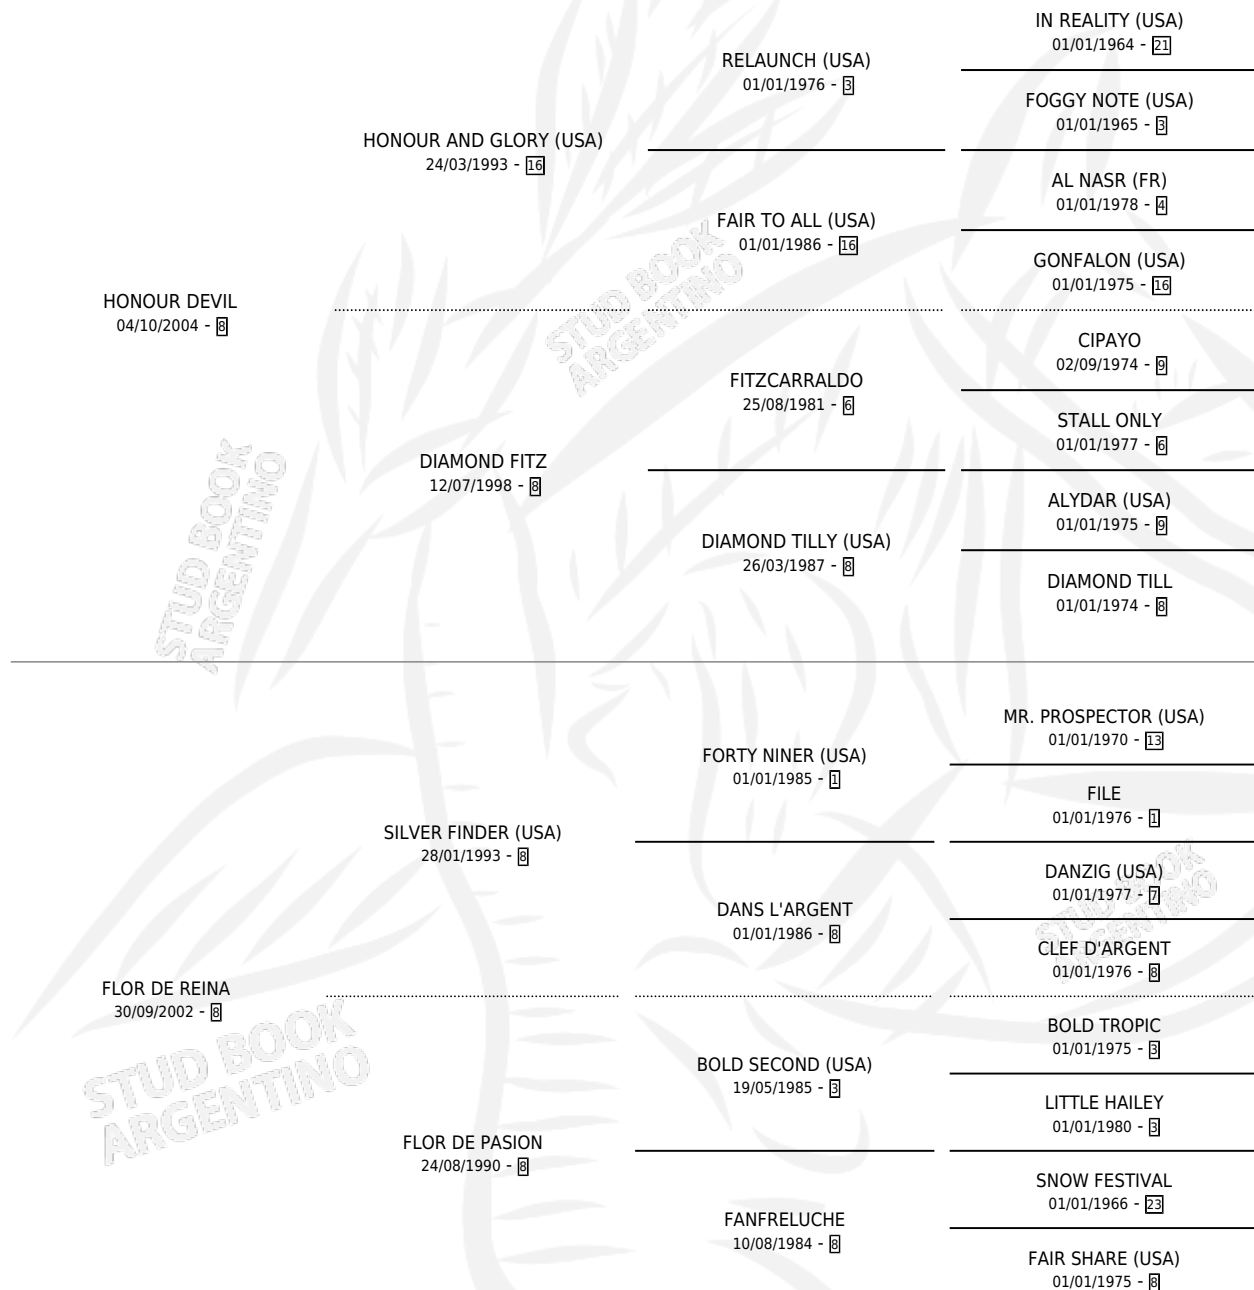 IN REALITY (USA)
01/01/1964 - 21
RELAUNCH (USA)
01/01/1976 - 3
FOGGY NOTE (USA)
01/01/1965 - 3
HONOUR AND GLORY (USA)
24/03/1993 - 16
AL NASR (FR)
01/01/1978 - 4
FAIR TO ALL (USA)
01/01/1986 - 16
GONFALON (USA)
01/01/1975 - 16
HONOUR DEVIL
04/10/2004 - 8
CIPAYO
02/09/1974 - 9
FITZCARRALDO
25/08/1981 - 6
STALL ONLY
01/01/1977 - 6
DIAMOND FITZ
12/07/1998 - 8
ALYDAR (USA)
01/01/1975 - 9
DIAMOND TILLY (USA)
26/03/1987 - 8
DIAMOND TILL
01/01/1974 - 8
MR. PROSPECTOR (USA)
01/01/1970 - 13
FORTY NINER (USA)
01/01/1985 - 1
FILE
01/01/1976 - 1
SILVER FINDER (USA)
28/01/1993 - 8
DANZIG (USA)
01/01/1977 - 7
DANS L'ARGENT
01/01/1986 - 8
CLEF D'ARGENT
01/01/1976 - 8
FLOR DE REINA
30/09/2002 - 8
BOLD TROPIC
01/01/1975 - 3
BOLD SECOND (USA)
19/05/1985 - 3
LITTLE HAILEY
01/01/1980 - 3
FLOR DE PASION
24/08/1990 - 8
SNOW FESTIVAL
01/01/1966 - 23
FANFRELUCHE
10/08/1984 - 8
FAIR SHARE (USA)
01/01/1975 - 8
STUD BOOK
ARGENTINO
STUD BOOK
ARGENTINO
STUD BOOK
ARGENTINO
STUD BOOK
ARGENTINO